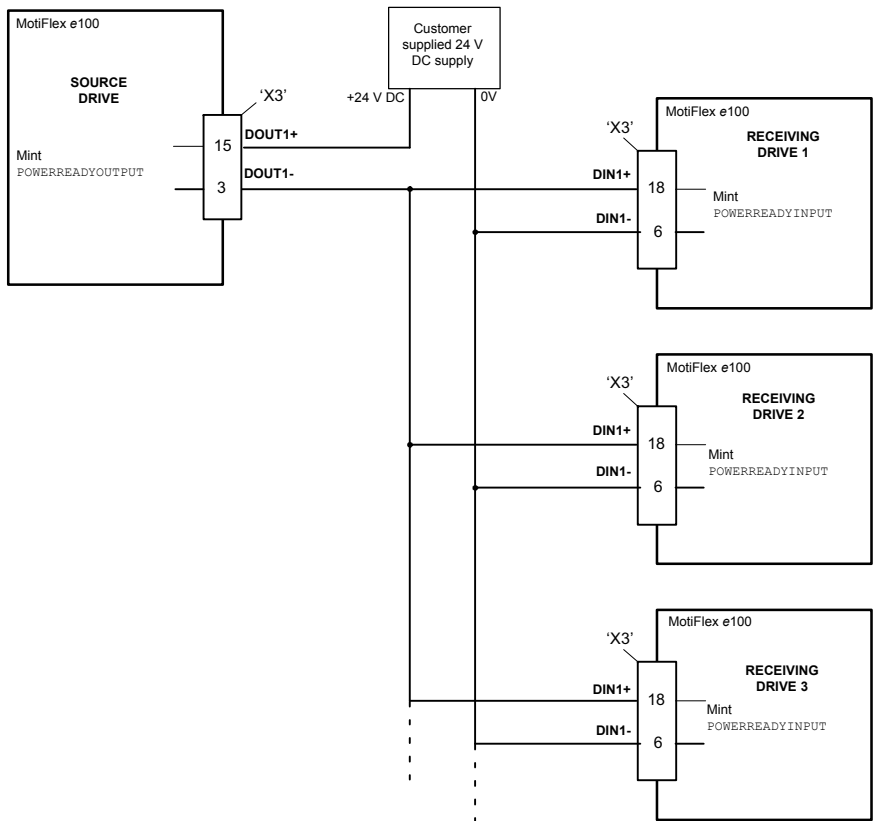 MotiFlex e100
SOURCE
DRIVE
'X3'
15
DOUT1+
Mint
POWERREADYOUTPUT
3
DOUT1-
Customer
supplied 24 V
DC supply
+24 V DC
0V
MotiFlex e100
'X3'
RECEIVING
DRIVE 1
DIN1+
18
Mint
POWERREADYINPUT
DIN1-
6
MotiFlex e100
'X3'
RECEIVING
DRIVE 2
DIN1+
18
Mint
POWERREADYINPUT
DIN1-
6
MotiFlex e100
'X3'
RECEIVING
DRIVE 3
DIN1+
18
Mint
POWERREADYINPUT
DIN1-
6